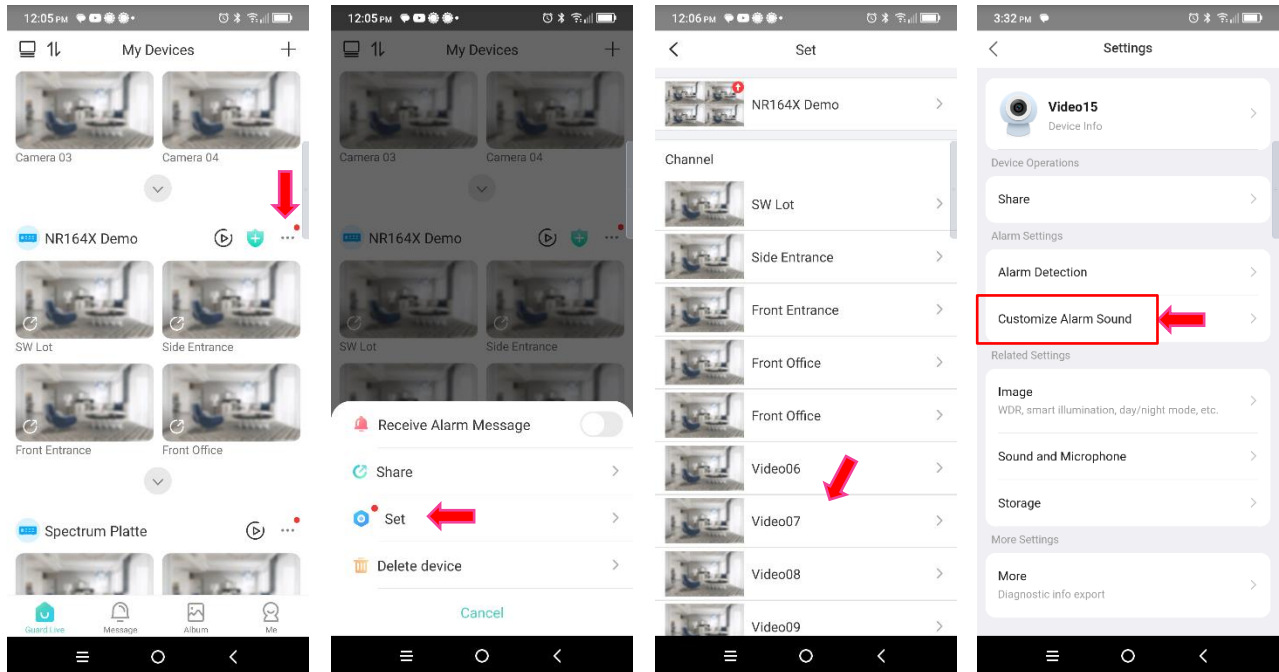 12:05 PM
My Devices
Camera 03
Camera 04
NR164X Demo
SW Lot
Side Entrance
Front Entrance
Front Office
Spectrum Platte
Guard Live
Message
Album
Me
12:05 PM
My Devices
Camera 03
Camera 04
NR164X Demo
SW Lot
Side Entrance
Receive Alarm Message
Share
Set
Delete device
Cancel
12:06 PM
Set
NR164X Demo
Channel
SW Lot
Side Entrance
Front Entrance
Front Office
Front Office
Video06
Video07
Video08
Video09
3:32 PM
Settings
Video15
Device Info
Device Operations
Share
Alarm Settings
Alarm Detection
Customize Alarm Sound
Related Settings
Image
WDR, smart illumination, day/night mode, etc.
Sound and Microphone
Storage
More Settings
More
Diagnostic info export